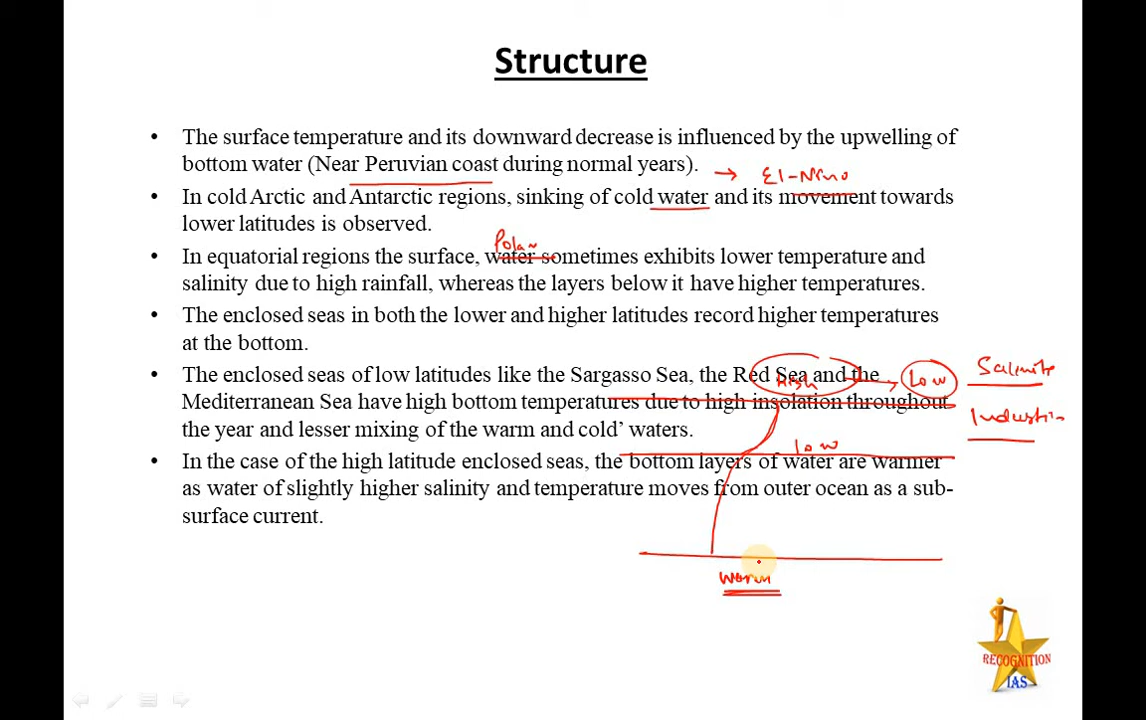 Structure
• The surface temperature and its downward decrease is influenced by the upwelling of
bottom water (Near Peruvian coast during normal years).
→ El-Nino
• In cold Arctic and Antarctic regions, sinking of cold water and its movement towards
lower latitudes is observed.
Polar
• In equatorial regions the surface, water sometimes exhibits lower temperature and
salinity due to high rainfall, whereas the layers below it have higher temperatures.
• The enclosed seas in both the lower and higher latitudes record higher temperatures
at the bottom.
• The enclosed seas of low latitudes like the Sargasso Sea, the Red Sea and the
High → Low
Salinity
Mediterranean Sea have high bottom temperatures due to high insolation throughout
the year and lesser mixing of the warm and cold’ waters.
low
• In the case of the high latitude enclosed seas, the bottom layers of water are warmer
as water of slightly higher salinity and temperature moves from outer ocean as a sub-
surface current.
Warm
RECOGNITION
IAS